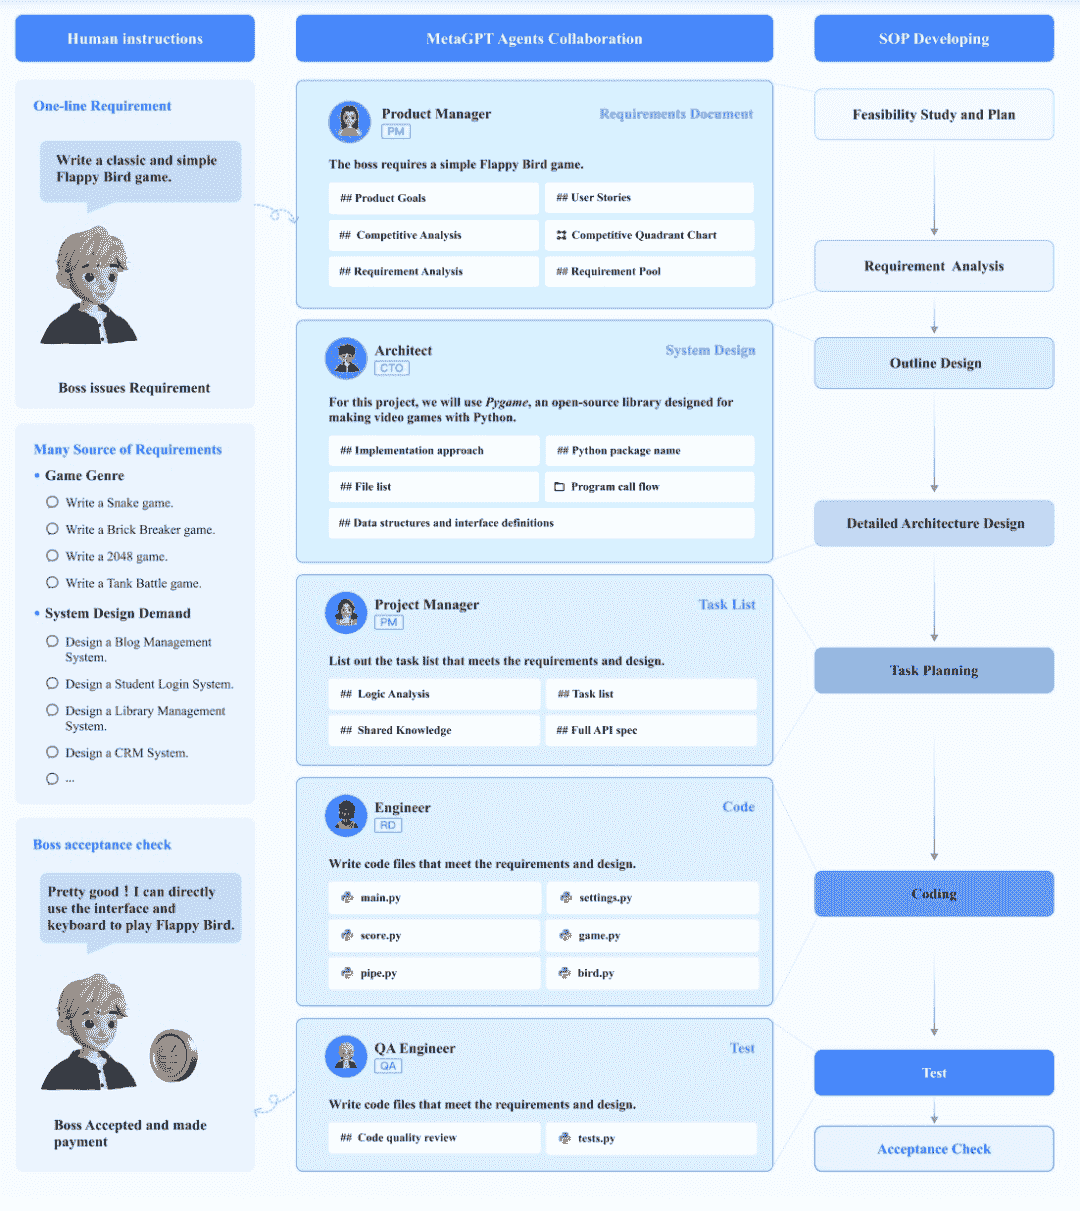 Human instructions
MetaGPT Agents Collaboration
SOP Developing
One-line Requirement
Write a classic and simple
Flappy Bird game.
Boss issues Requirement
Many Source of Requirements
• Game Genre
Write a Snake game.
Write a Brick Breaker game.
Write a 2048 game.
Write a Tank Battle game.
• System Design Demand
Design a Blog Management
System.
Design a Student Login System.
Design a Library Management
System.
Design a CRM System.
...
Boss acceptance check
Pretty good！I can directly
use the interface and
keyboard to play Flappy Bird.
Boss Accepted and made
payment
Product Manager
PM
Requirements Document
The boss requires a simple Flappy Bird game.
## Product Goals
## User Stories
## Competitive Analysis
Competitive Quadrant Chart
## Requirement Analysis
## Requirement Pool
Architect
CTO
System Design
For this project, we will use Pygame, an open-source library designed for
making video games with Python.
## Implementation approach
## Python package name
## File list
Program call flow
## Data structures and interface definitions
Project Manager
PM
Task List
List out the task list that meets the requirements and design.
## Logic Analysis
## Task list
## Shared Knowledge
## Full API spec
Engineer
RD
Code
Write code files that meet the requirements and design.
main.py
settings.py
score.py
game.py
pipe.py
bird.py
QA Engineer
QA
Test
Write code files that meet the requirements and design.
## Code quality review
tests.py
Feasibility Study and Plan
Requirement Analysis
Outline Design
Detailed Architecture Design
Task Planning
Coding
Test
Acceptance Check